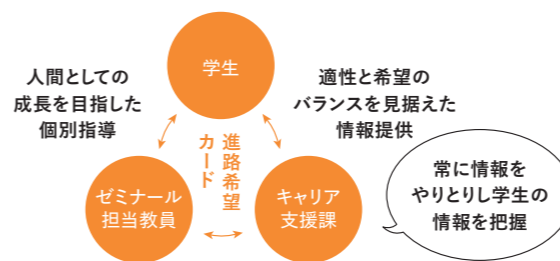 学生
人間としての
成長を目指した
個別指導
適性と希望の
バランスを見据えた
情報提供
進路希望
カード
ゼミナール
担当教員
キャリア
支援課
常に情報を
やりとりし学生の
情報を把握